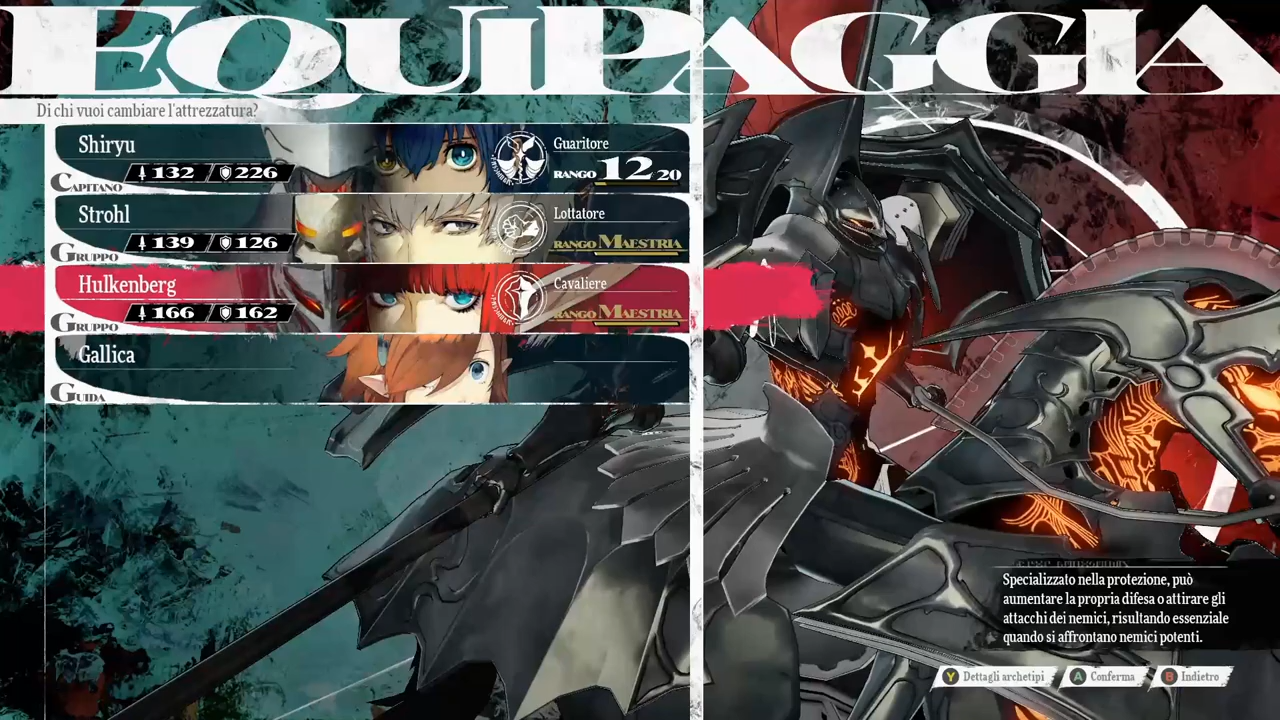 EQUIPAGGIA
Di chi vuoi cambiare l'attrezzatura?
Shiryu
132 226
CAPITANO
Guaritore
RANGO 12 20
Strohl
139 126
GRUPPO
Lottatore
RANGO MAESTRIA
Hulkenberg
166 162
GRUPPO
Cavaliere
RANGO MAESTRIA
Gallica
GUIDA
Specializzato nella protezione, può
aumentare la propria difesa o attirare gli
attacchi dei nemici, risultando essenziale
quando si affrontano nemici potenti.
Y Dettagli archetipi A Conferma B Indietro